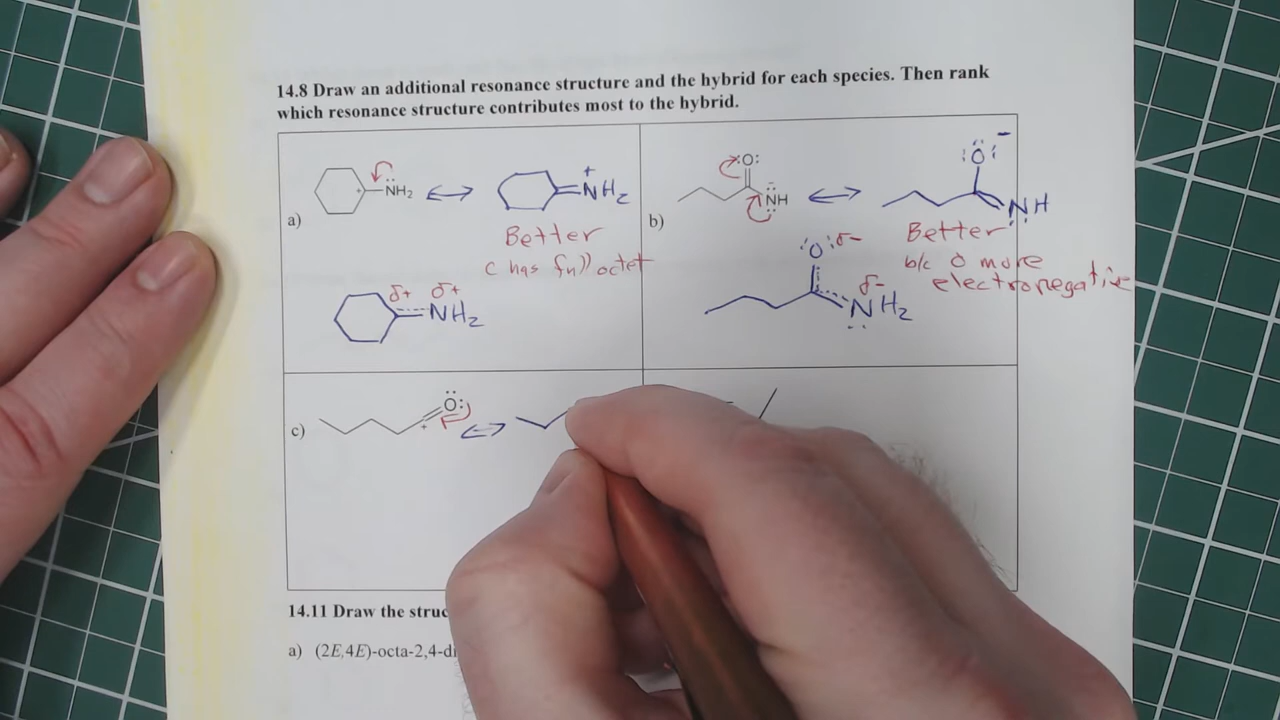 14.8 Draw an additional resonance structure and the hybrid for each species. Then rank
which resonance structure contributes most to the hybrid.
a)
NH₂
+
NH₂
Better
C has full octet
δ+ δ+
NH₂
b)
:O:
NH
−
:O:
NH
Better
b/c O more
electronegative
:O: δ−
δ−
NH₂
c)
:O:
+
14.11 Draw the struc
a) (2E,4E)-octa-2,4-di